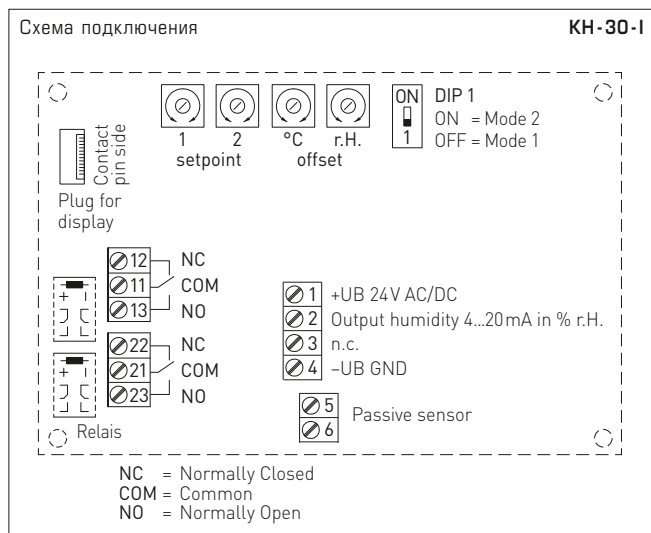 Схема подключения KH-30-I
ON DIP 1
ON = Mode 2
1 OFF = Mode 1
1 2 °C r.H.
setpoint offset
Contact
pin side
Plug for
display
12 NC
11 COM
13 NO
+ –
22 NC
21 COM
23 NO
+ –
Relais
1 +UB 24V AC/DC
2 Output humidity 4...20mA in % r.H.
3 n.c.
4 –UB GND
5 Passive sensor
6
NC = Normally Closed
COM = Common
NO = Normally Open